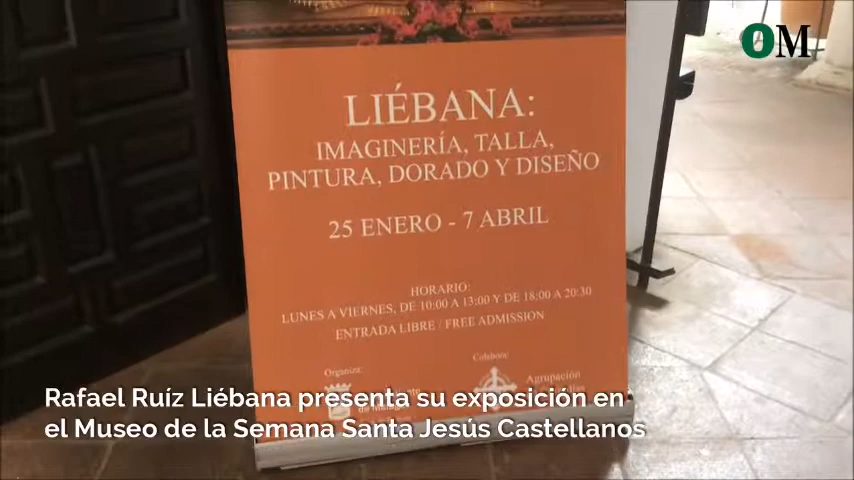 OM
LIÉBANA:
IMAGINERÍA, TALLA,
PINTURA, DORADO Y DISEÑO
25 ENERO - 7 ABRIL
HORARIO:
LUNES A VIERNES, DE 10:00 A 13:00 Y DE 18:00 A 20:30
ENTRADA LIBRE / FREE ADMISSION
Organiza:
Colabora:
Agrupación
Rafael Ruíz Liébana presenta su exposición en
el Museo de la Semana Santa Jesús Castellanos